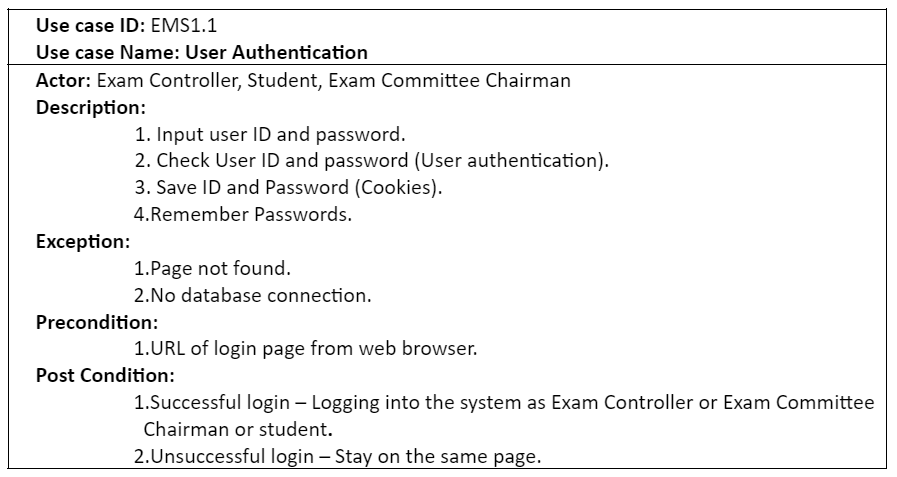 Use case ID: EMS1.1
Use case Name: User Authentication
Actor: Exam Controller, Student, Exam Committee Chairman
Description:
1. Input user ID and password.
2. Check User ID and password (User authentication).
3. Save ID and Password (Cookies).
4.Remember Passwords.
Exception:
1.Page not found.
2.No database connection.
Precondition:
1.URL of login page from web browser.
Post Condition:
1.Successful login – Logging into the system as Exam Controller or Exam Committee
Chairman or student.
2.Unsuccessful login – Stay on the same page.